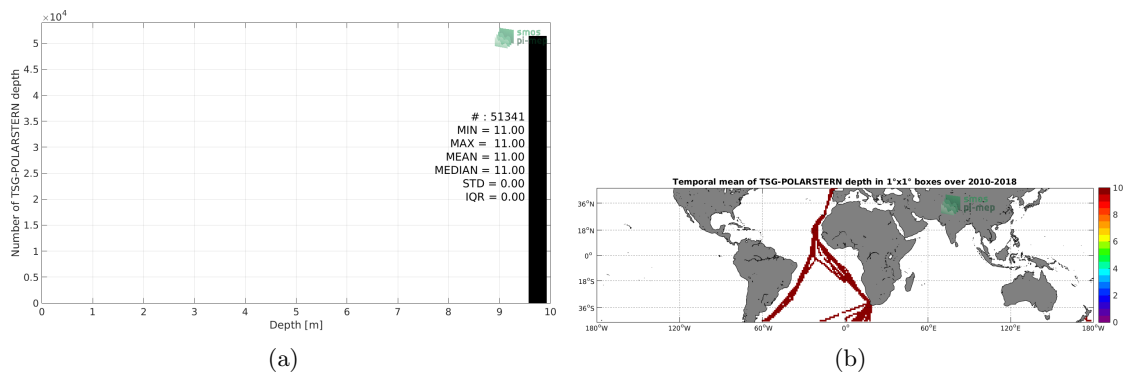 ×10⁴
5
4.5
4
3.5
3
2.5
2
1.5
1
0.5
0
Number of TSG-POLARSTERN depth
smos
pi-mep
# : 51341
MIN = 11.00
MAX = 11.00
MEAN = 11.00
MEDIAN = 11.00
STD = 0.00
IQR = 0.00
0 1 2 3 4 5 6 7 8 9 10
Depth [m]
(a)
Temporal mean of TSG-POLARSTERN depth in 1°x1° boxes over 2010-2018
smos
pi-mep
36°N
18°N
0°
18°S
36°S
180°W 120°W 60°W 0° 60°E 120°E 180°W
10
8
6
4
2
0
(b)